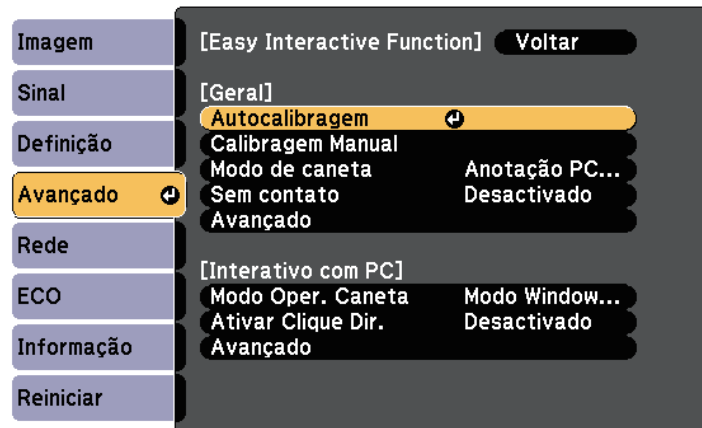 Imagem
Sinal
Definição
Avançado
Rede
ECO
Informação
Reiniciar
[Easy Interactive Function] Voltar
[Geral]
Autocalibragem
Calibragem Manual
Modo de caneta Anotação PC...
Sem contato Desactivado
Avançado
[Interativo com PC]
Modo Oper. Caneta Modo Window...
Ativar Clique Dir. Desactivado
Avançado